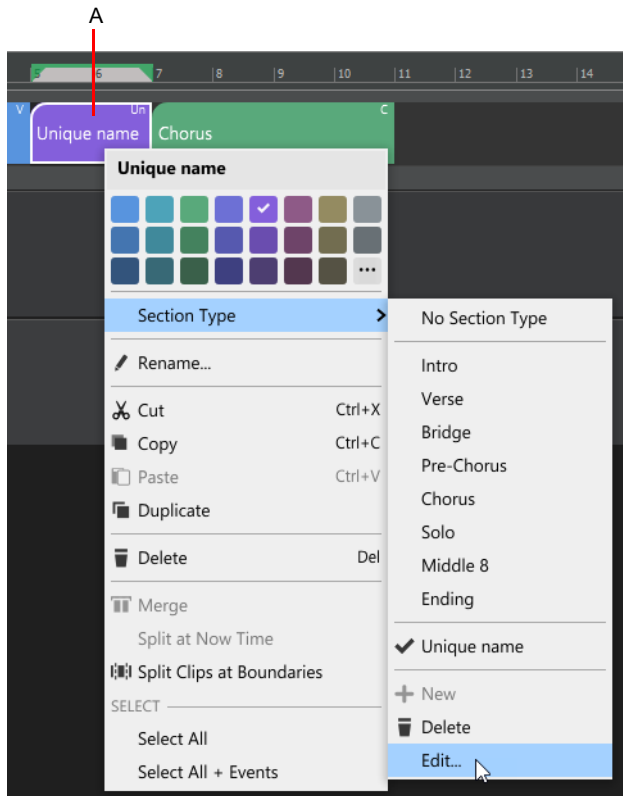 A
5 6 7 8 9 10 11 12 13 14
V Un C
Unique name Chorus
Unique name
...
Section Type
Rename...
Cut Ctrl+X
Copy Ctrl+C
Paste Ctrl+V
Duplicate
Delete Del
Merge
Split at Now Time
Split Clips at Boundaries
SELECT
Select All
Select All + Events
No Section Type
Intro
Verse
Bridge
Pre-Chorus
Chorus
Solo
Middle 8
Ending
Unique name
New
Delete
Edit...